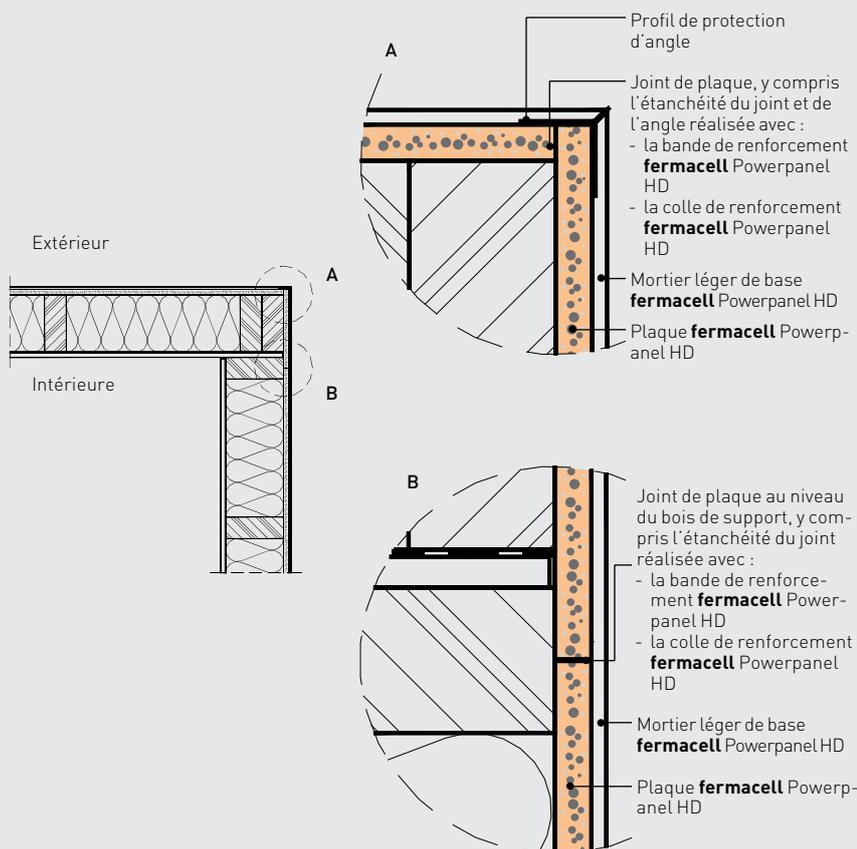 Profil de protection
d'angle
A
Joint de plaque, y compris
l'étanchéité du joint et de
l'angle réalisée avec :
- la bande de renforcement
fermacell Powerpanel
HD
- la colle de renforcement
fermacell Powerpanel
HD
Mortier léger de base
fermacell Powerpanel HD
Plaque fermacell Powerp-
anel HD
Extérieur
A
Intérieure
B
B
Joint de plaque au niveau
du bois de support, y com-
pris l'étanchéité du joint
réalisée avec :
- la bande de renforce-
ment fermacell Power-
panel HD
- la colle de renforcement
fermacell Powerpanel
HD
Mortier léger de base
fermacell Powerpanel HD
Plaque fermacell Powerp-
anel HD